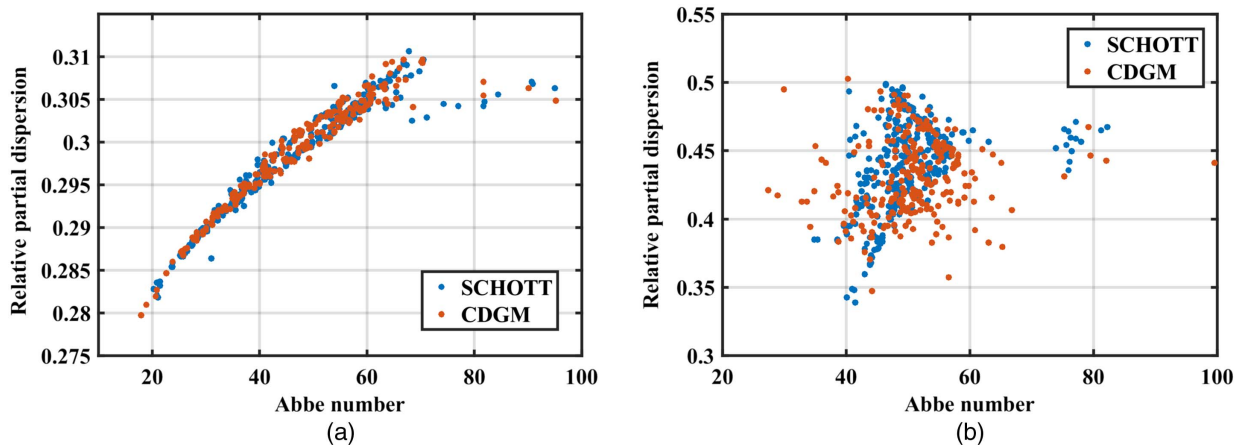 0.31
0.305
0.3
0.295
0.29
0.285
0.28
0.275
Relative partial dispersion
SCHOTT
CDGM
20 40 60 80 100
Abbe number
(a)
0.55
0.5
0.45
0.4
0.35
0.3
Relative partial dispersion
SCHOTT
CDGM
20 40 60 80 100
Abbe number
(b)